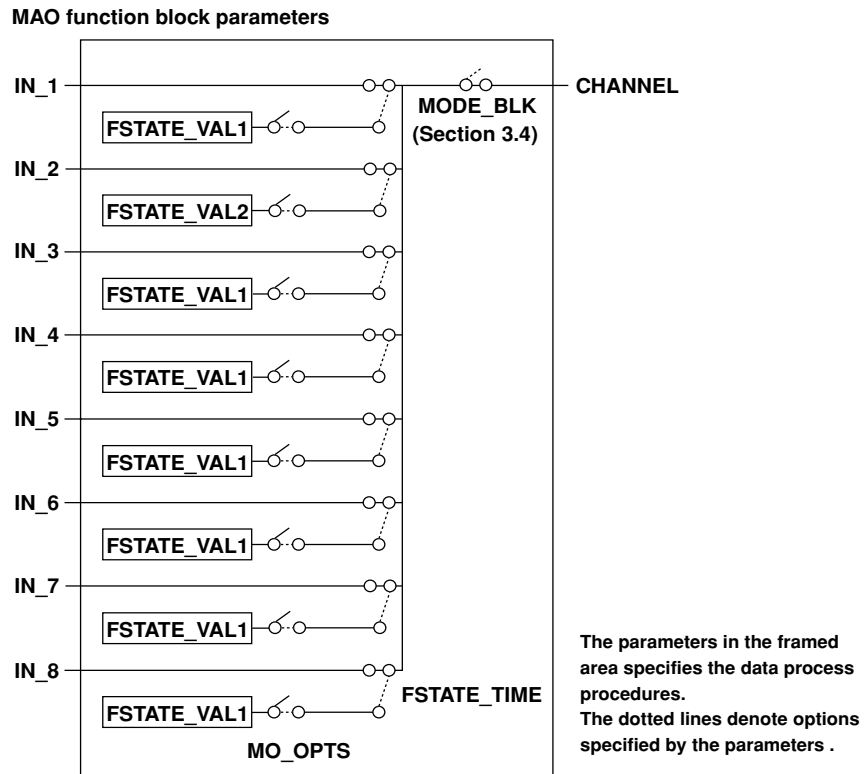 MAO function block parameters
IN_1
CHANNEL
MODE_BLK
(Section 3.4)
FSTATE_VAL1
IN_2
FSTATE_VAL2
IN_3
FSTATE_VAL1
IN_4
FSTATE_VAL1
IN_5
FSTATE_VAL1
IN_6
FSTATE_VAL1
IN_7
FSTATE_VAL1
IN_8
FSTATE_VAL1
FSTATE_TIME
MO_OPTS
The parameters in the framed
area specifies the data process
procedures.
The dotted lines denote options
specified by the parameters .